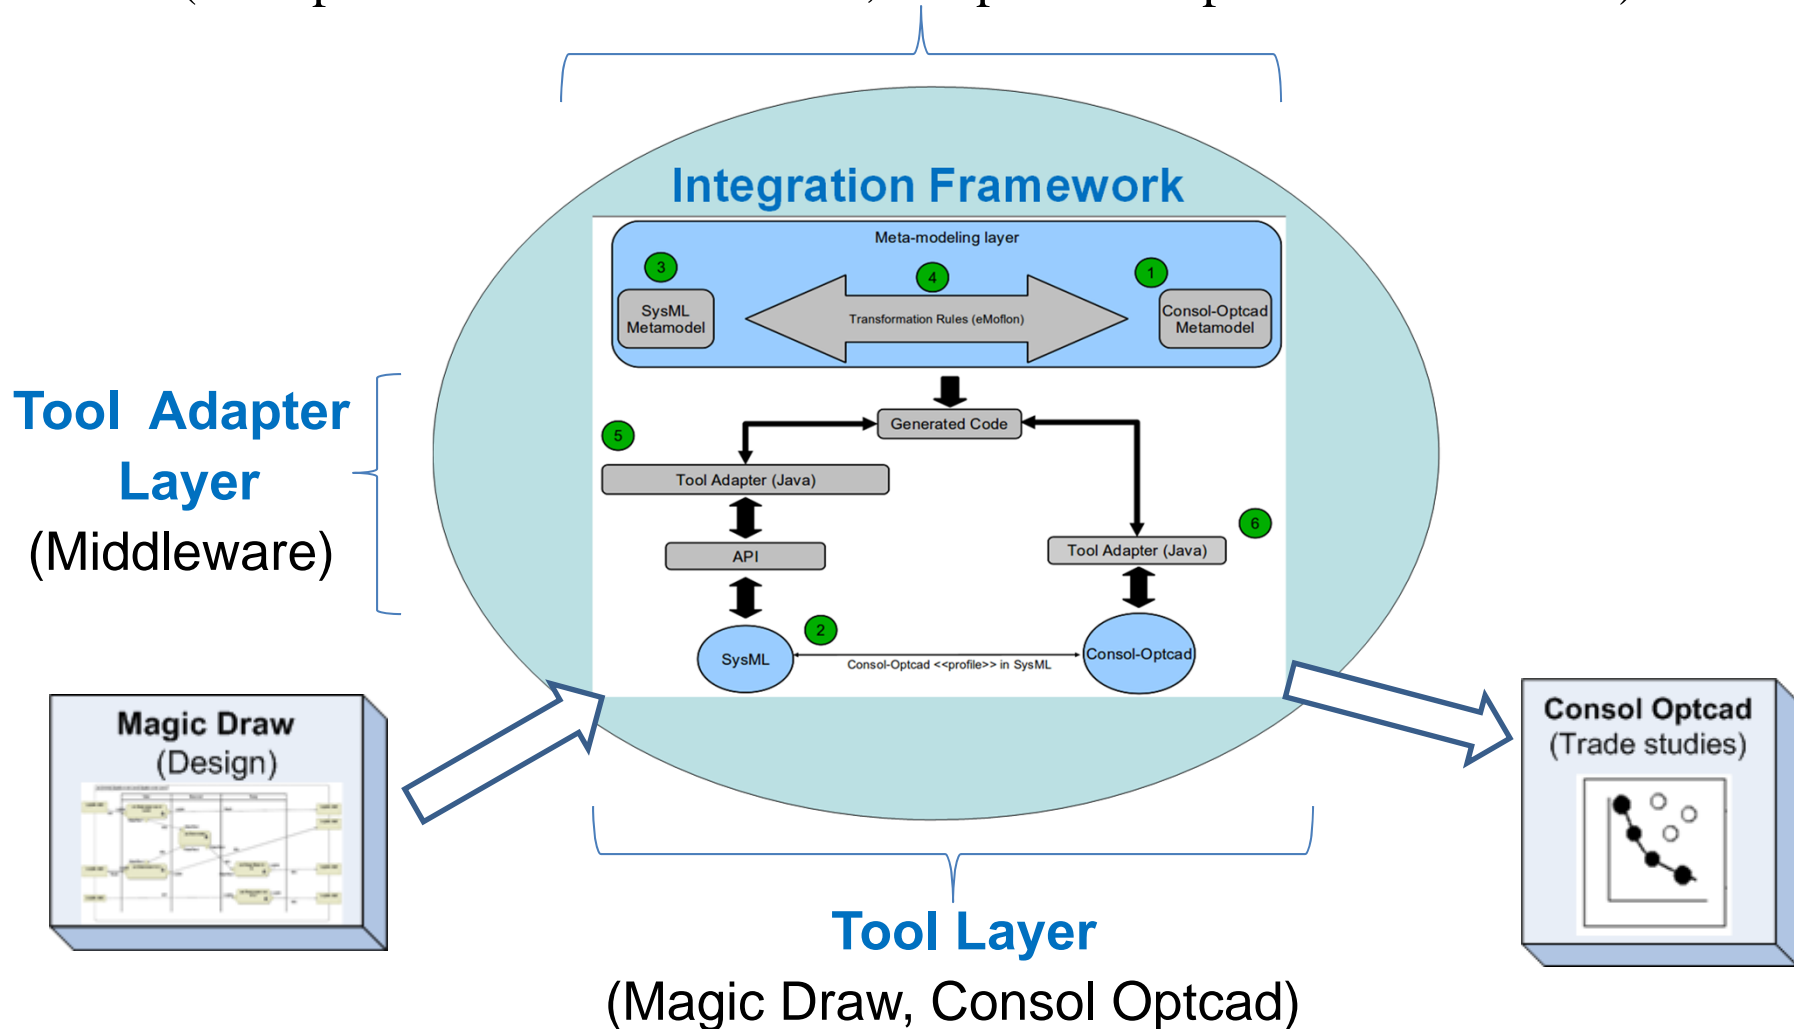 Integration Framework
Meta-modeling layer
3
4
1
SysML
Metamodel
Transformation Rules (eMoflon)
Consol-Optcad
Metamodel
Tool Adapter
Layer
(Middleware)
Generated Code
5
Tool Adapter (Java)
6
API
Tool Adapter (Java)
2
SysML
Consol-Optcad <<profile>> in SysML
Consol-Optcad
Magic Draw
(Design)
Consol Optcad
(Trade studies)
Tool Layer
(Magic Draw, Consol Optcad)